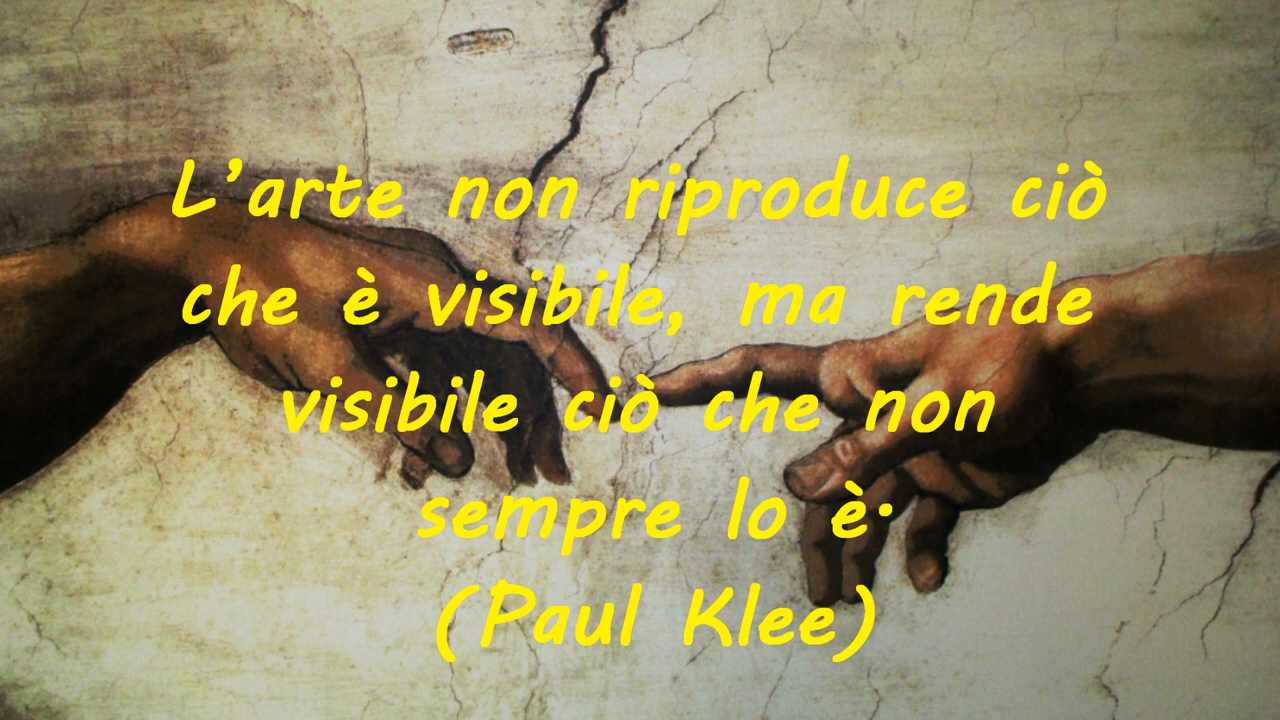 L'arte non riproduce ciò
che è visibile, ma rende
visibile ciò che non
sempre lo è.
(Paul Klee)